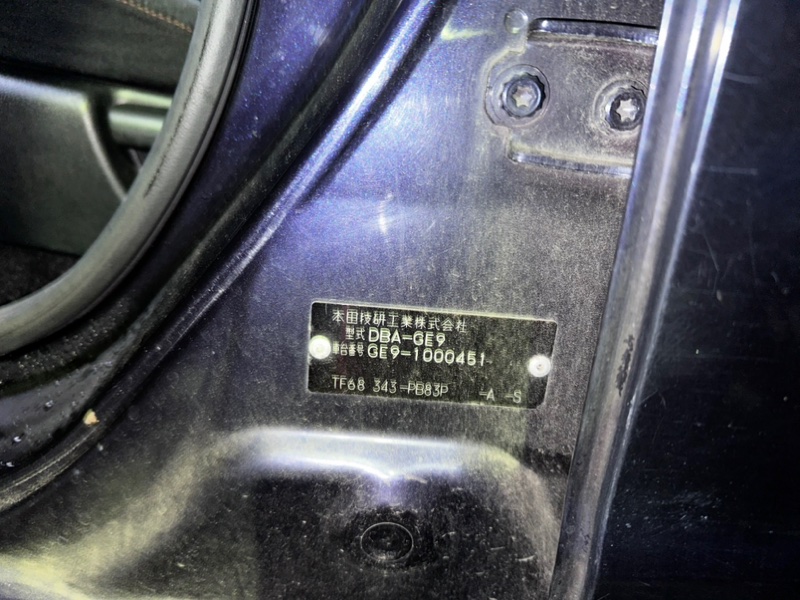 本田技研工業株式会社
型式 DBA-GE9
車台番号 GE9-1000451
TF68 343-PB83P -A -S